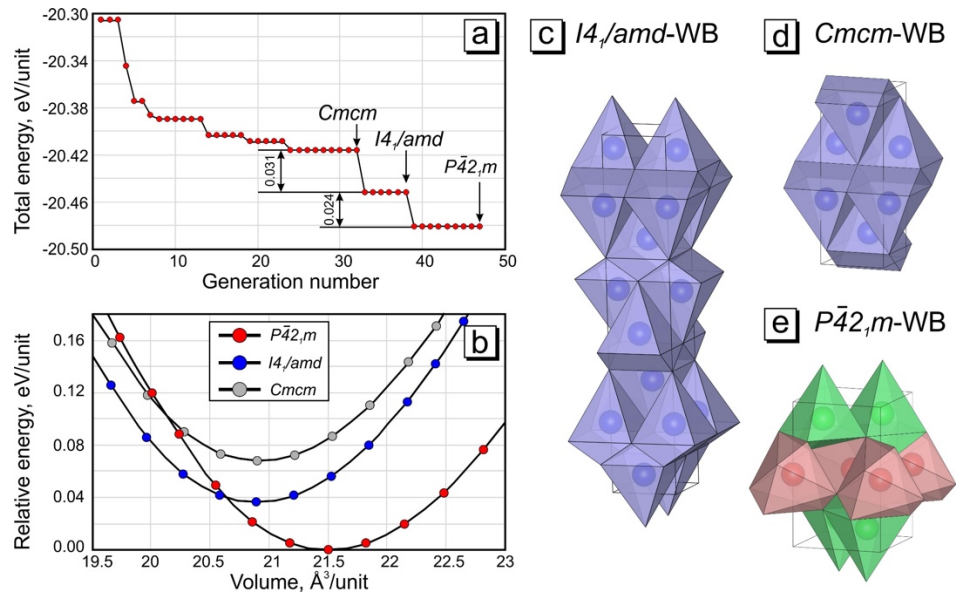 a
Total energy, eV/unit
-20.30
-20.34
-20.38
-20.42
-20.46
-20.50
Cmcm
I4₁/amd
P4̅2₁m
0.031
0.024
0 10 20 30 40 50
Generation number
b
Relative energy, eV/unit
0.16
0.12
0.08
0.04
0.00
P4̅2₁m
I4₁/amd
Cmcm
19.5 20 20.5 21 21.5 22 22.5 23
Volume, Å³/unit
c I4₁/amd-WB
d Cmcm-WB
e P4̅2₁m-WB